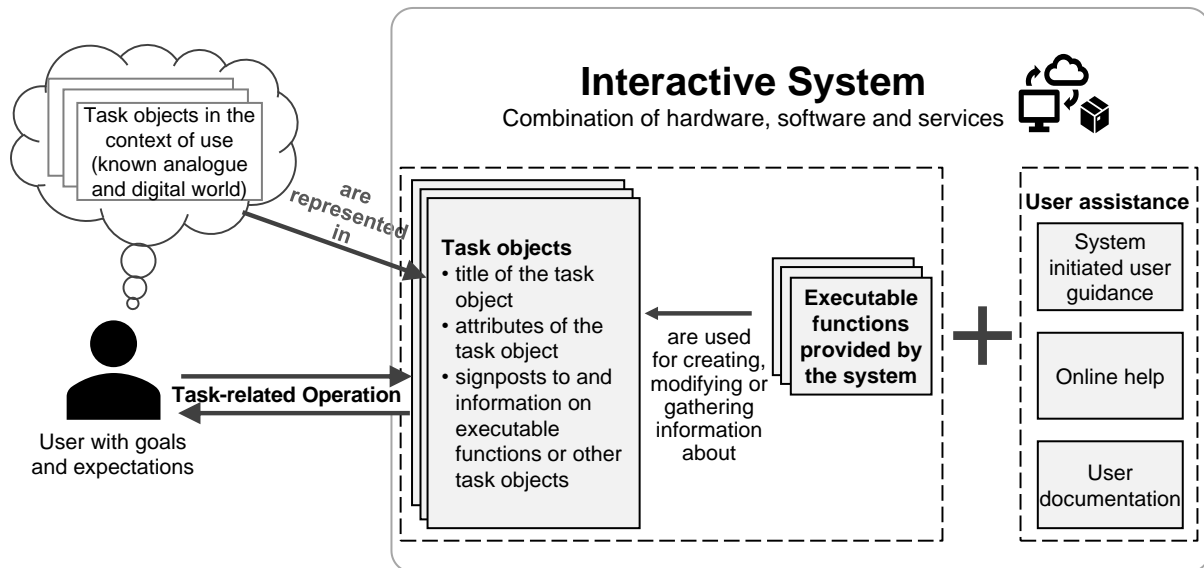 Interactive System
Combination of hardware, software and services
Task objects in the
context of use
(known analogue
and digital world)
are
represented
in
User with goals
and expectations
Task-related Operation
Task objects
• title of the task
object
• attributes of the
task object
• signposts to and
information on
executable
functions or other
task objects
are used
for creating,
modifying or
gathering
information
about
Executable
functions
provided by
the system
User assistance
System
initiated user
guidance
Online help
User
documentation